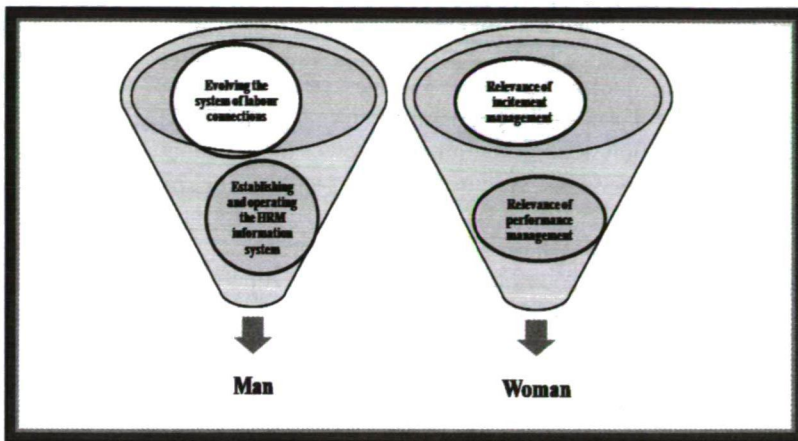 Evolving the
system of labour
connections
Establishing
and operating
the HRM
information
system
Man
Relevance of
incitement
management
Relevance of
performance
management
Woman